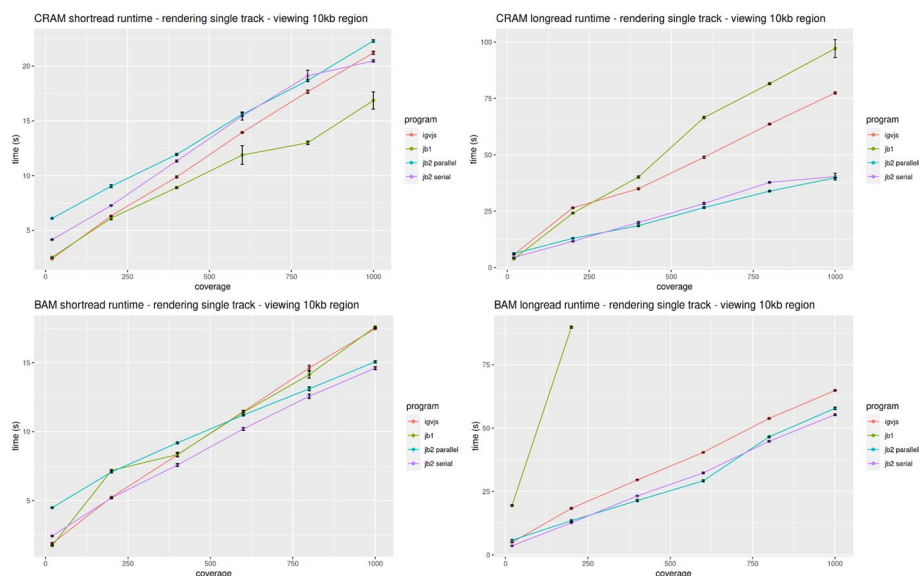 CRAM shortread runtime - rendering single track - viewing 10kb region
20
15
10
5
time (s)
0
250
500
750
1000
coverage
program
igvjs
jb1
jb2 parallel
jb2 serial
CRAM longread runtime - rendering single track - viewing 10kb region
100
75
50
25
0
time (s)
0
250
500
750
1000
coverage
program
igvjs
jb1
jb2 parallel
jb2 serial
BAM shortread runtime - rendering single track - viewing 10kb region
15
10
5
time (s)
0
250
500
750
1000
coverage
program
igvjs
jb1
jb2 parallel
jb2 serial
BAM longread runtime - rendering single track - viewing 10kb region
75
50
25
0
time (s)
0
250
500
750
1000
coverage
program
igvjs
jb1
jb2 parallel
jb2 serial